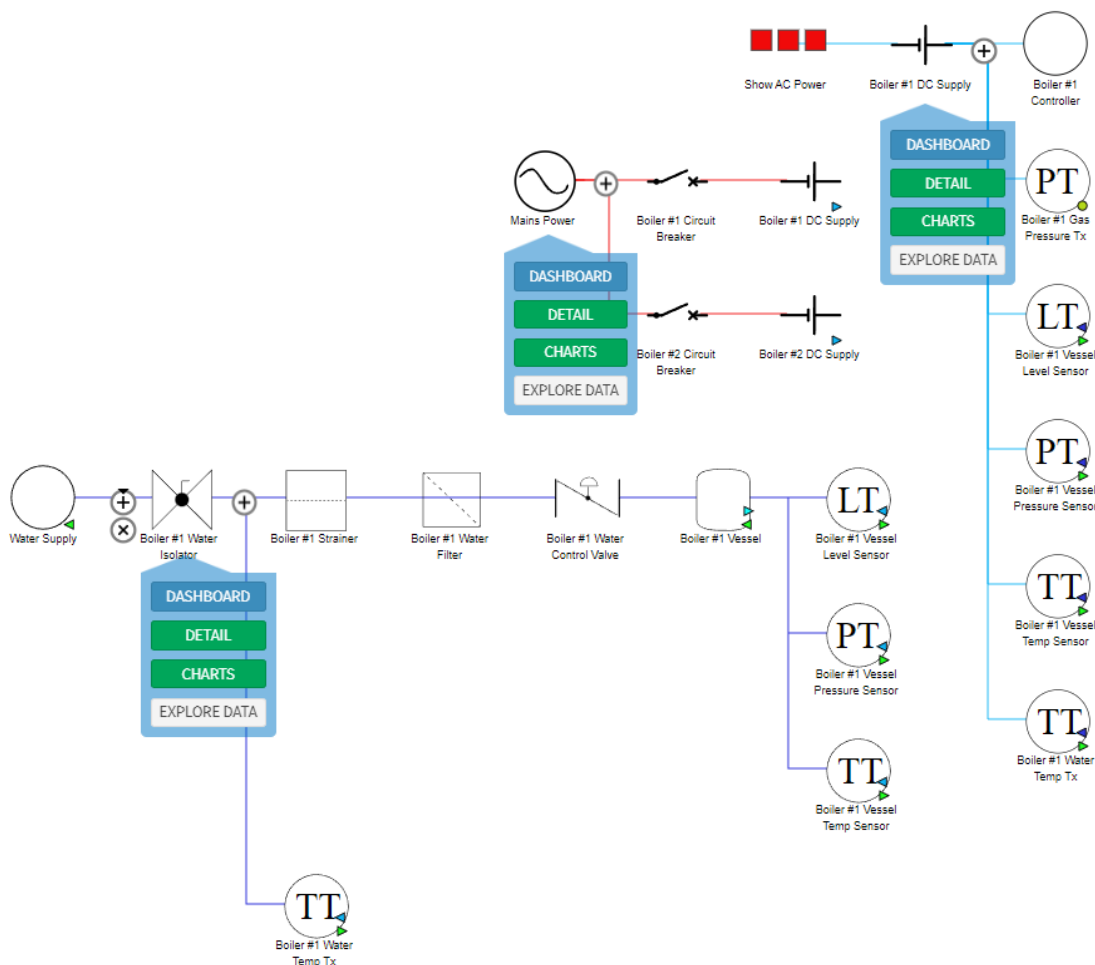 Show AC Power
Boiler #1 DC Supply
Boiler #1
Controller
DASHBOARD
DETAIL
CHARTS
EXPLORE DATA
PT
Boiler #1 Gas
Pressure Tx
LT
Boiler #1 Vessel
Level Sensor
PT
Boiler #1 Vessel
Pressure Sensor
TT
Boiler #1 Vessel
Temp Sensor
TT
Boiler #1 Water
Temp Tx
Mains Power
Boiler #1 Circuit
Breaker
Boiler #1 DC Supply
DASHBOARD
DETAIL
CHARTS
EXPLORE DATA
Boiler #2 Circuit
Breaker
Boiler #2 DC Supply
Water Supply
Boiler #1 Water
Isolator
Boiler #1 Strainer
Boiler #1 Water
Filter
Boiler #1 Water
Control Valve
Boiler #1 Vessel
LT
Boiler #1 Vessel
Level Sensor
DASHBOARD
DETAIL
CHARTS
EXPLORE DATA
PT
Boiler #1 Vessel
Pressure Sensor
TT
Boiler #1 Vessel
Temp Sensor
TT
Boiler #1 Water
Temp Tx